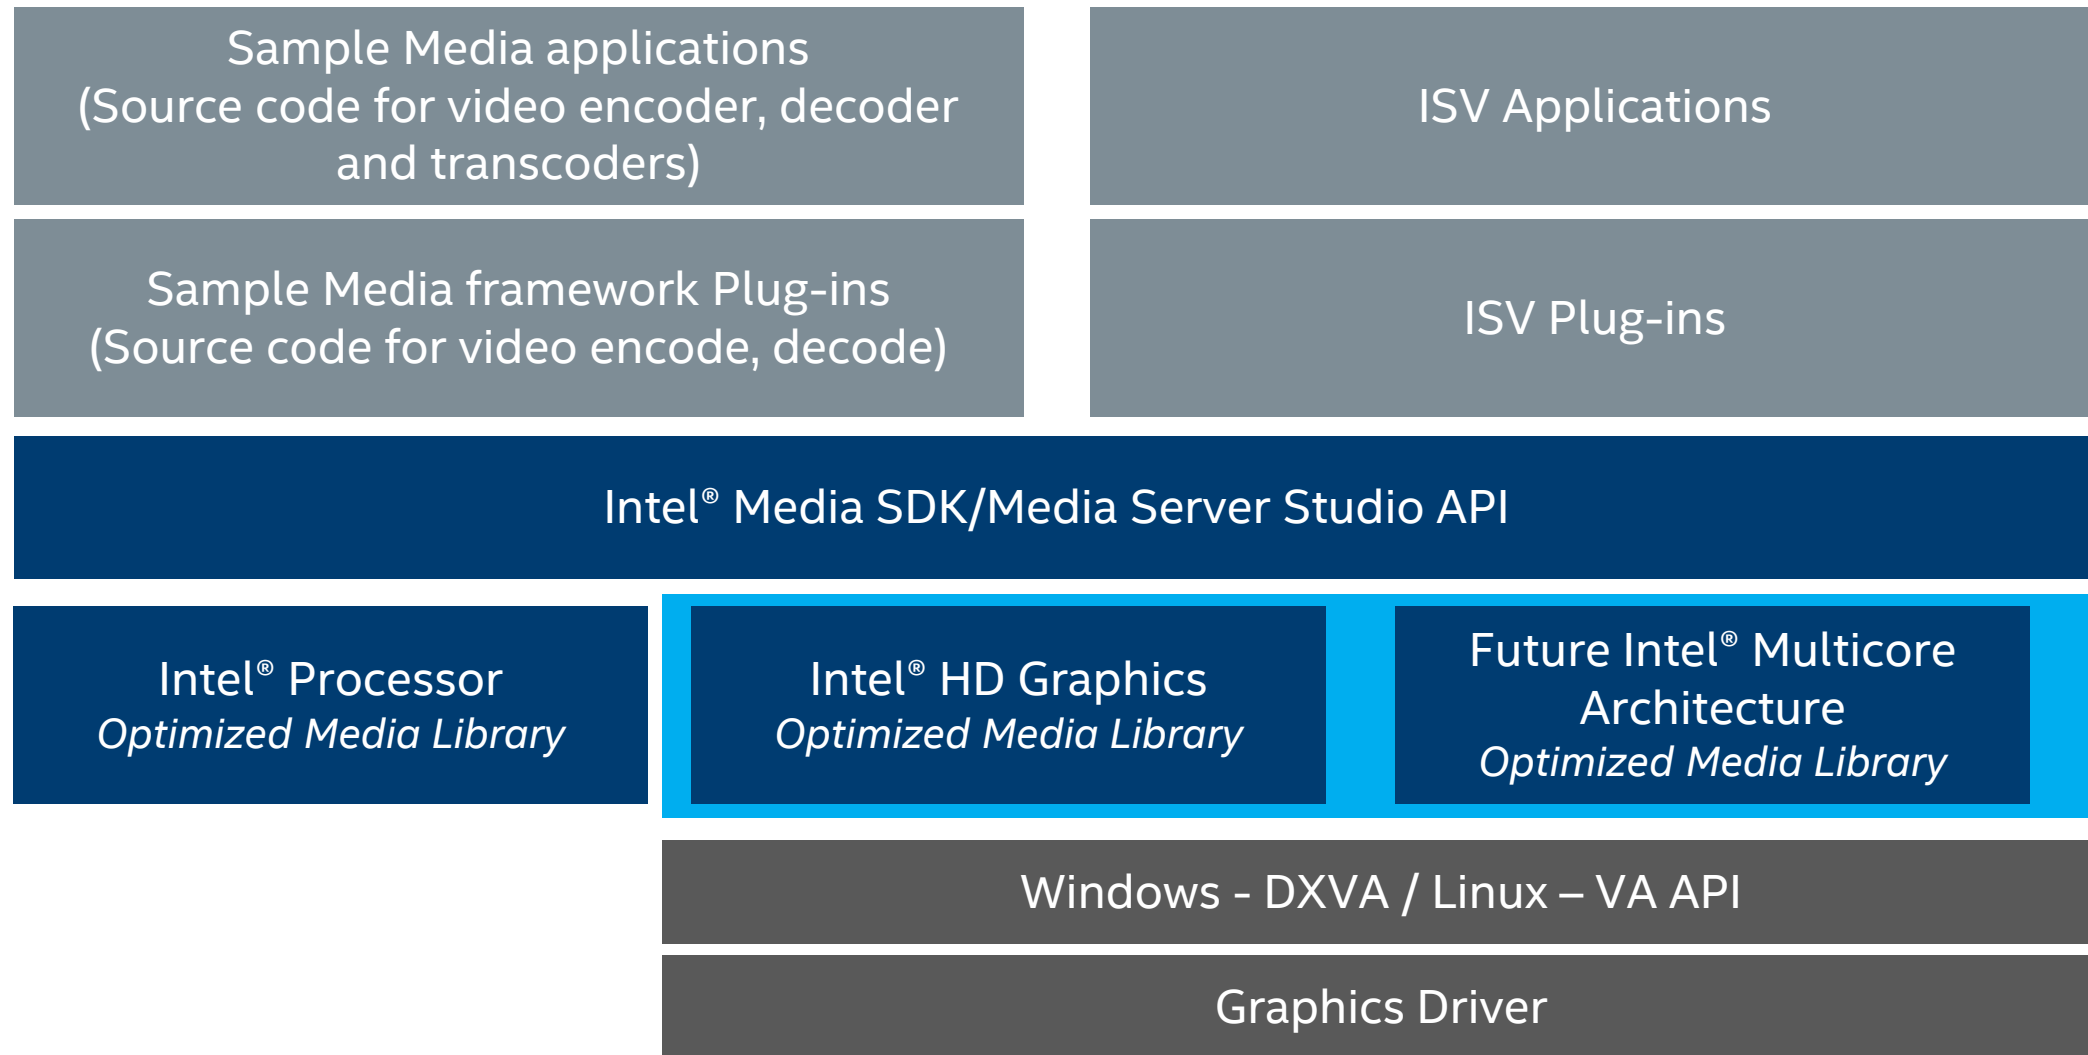 Sample Media applications
(Source code for video encoder, decoder
and transcoders)
ISV Applications
Sample Media framework Plug-ins
(Source code for video encode, decode)
ISV Plug-ins
Intel® Media SDK/Media Server Studio API
Intel® Processor
Optimized Media Library
Intel® HD Graphics
Optimized Media Library
Future Intel® Multicore
Architecture
Optimized Media Library
Windows - DXVA / Linux – VA API
Graphics Driver